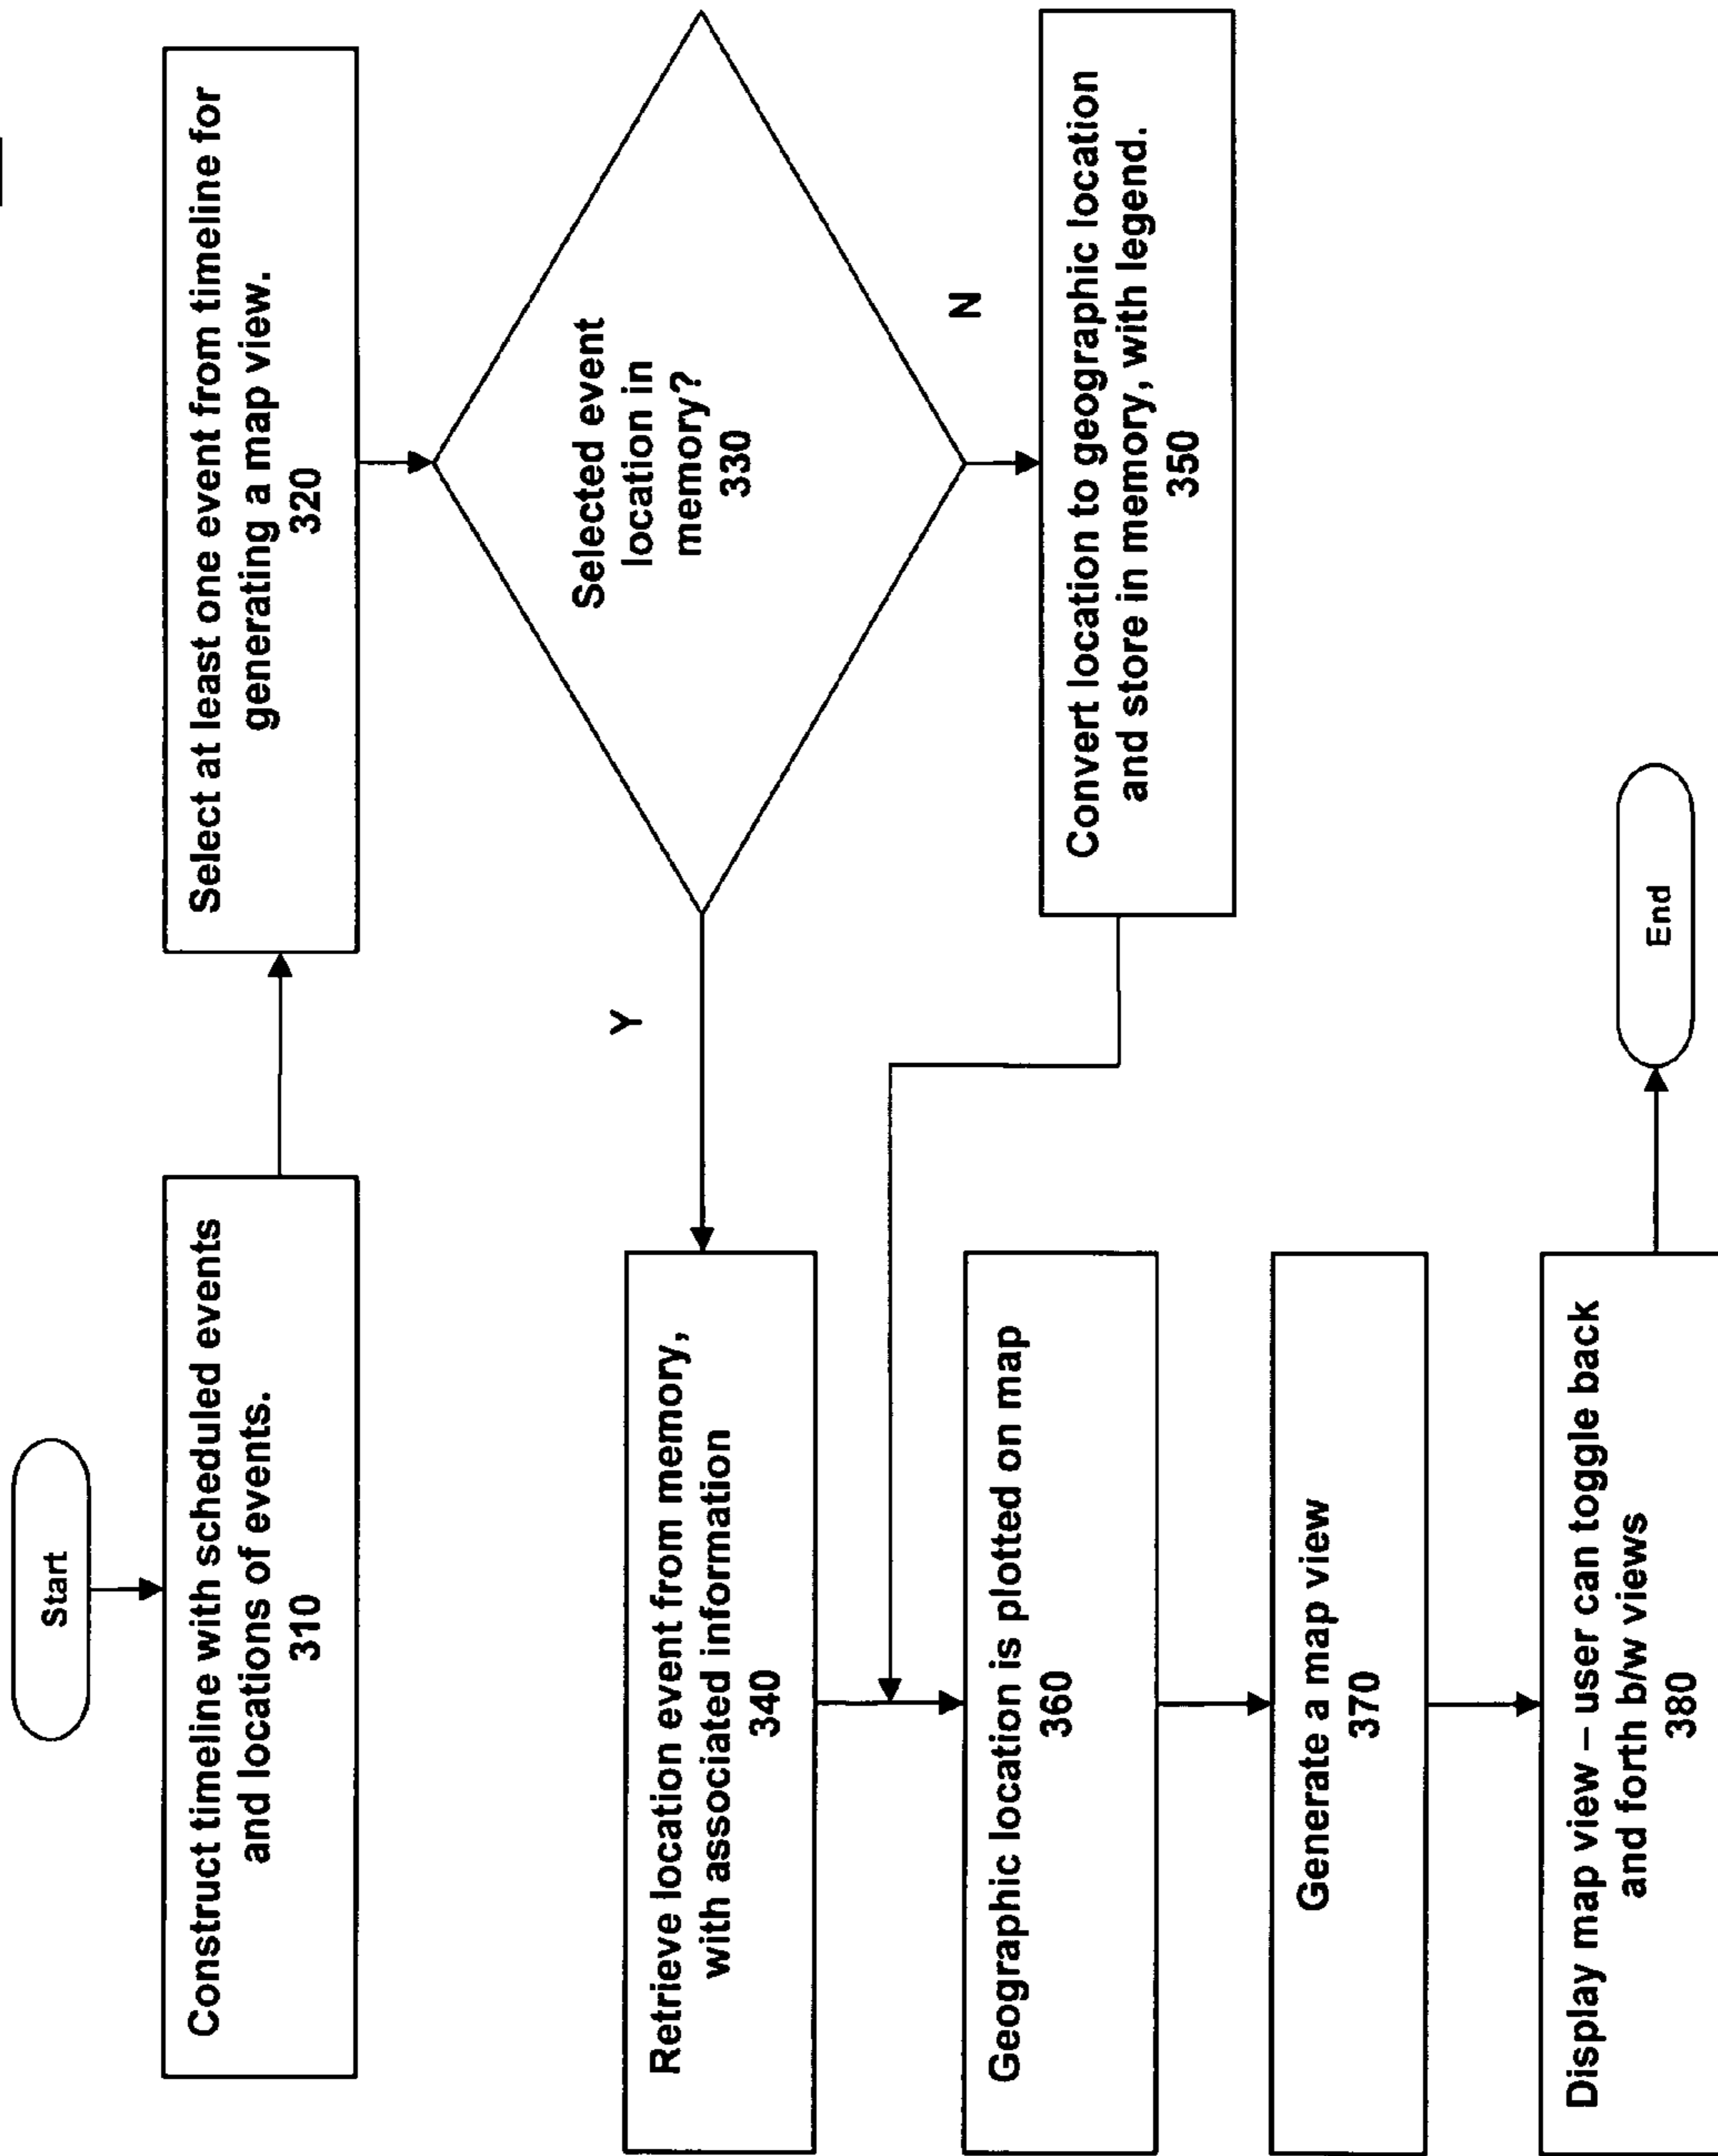 Start
Construct timeline with scheduled events
and locations of events.
310
Select at least one event from timeline for
generating a map view.
320
Selected event
location in
memory?
330
Y
N
Retrieve location event from memory,
with associated information
340
Convert location to geographic location
and store in memory, with legend.
350
Geographic location is plotted on map
360
Generate a map view
370
Display map view – user can toggle back
and forth b/w views
380
End